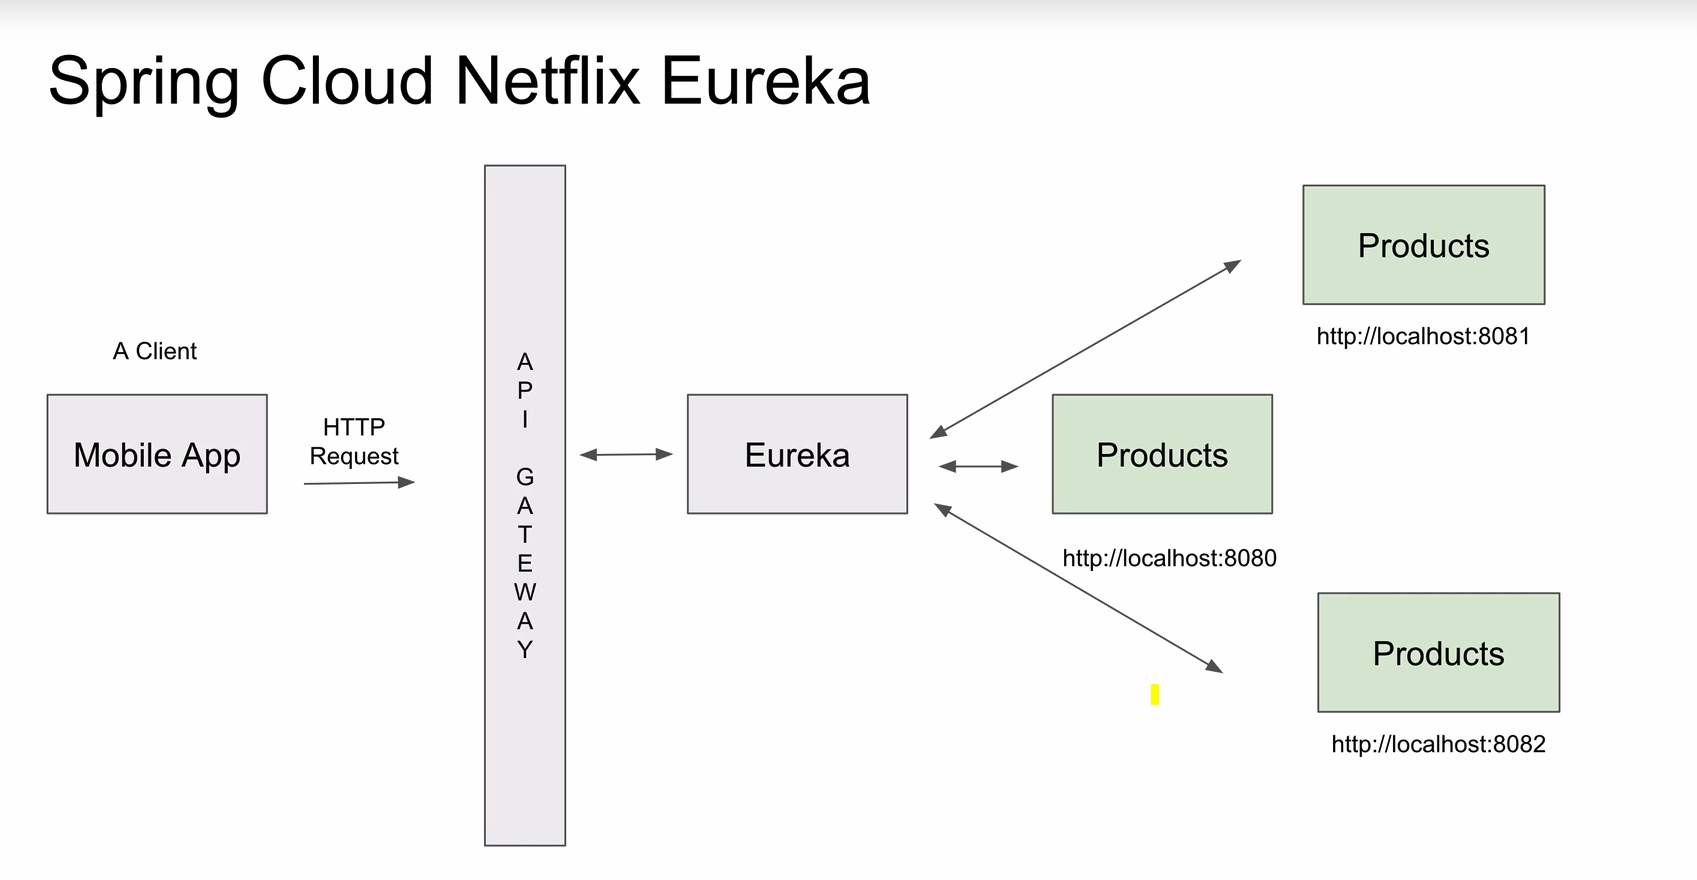 Spring Cloud Netflix Eureka
A Client
Mobile App
HTTP
Request
A
P
I
G
A
T
E
W
A
Y
Eureka
Products
http://localhost:8081
Products
http://localhost:8080
Products
http://localhost:8082